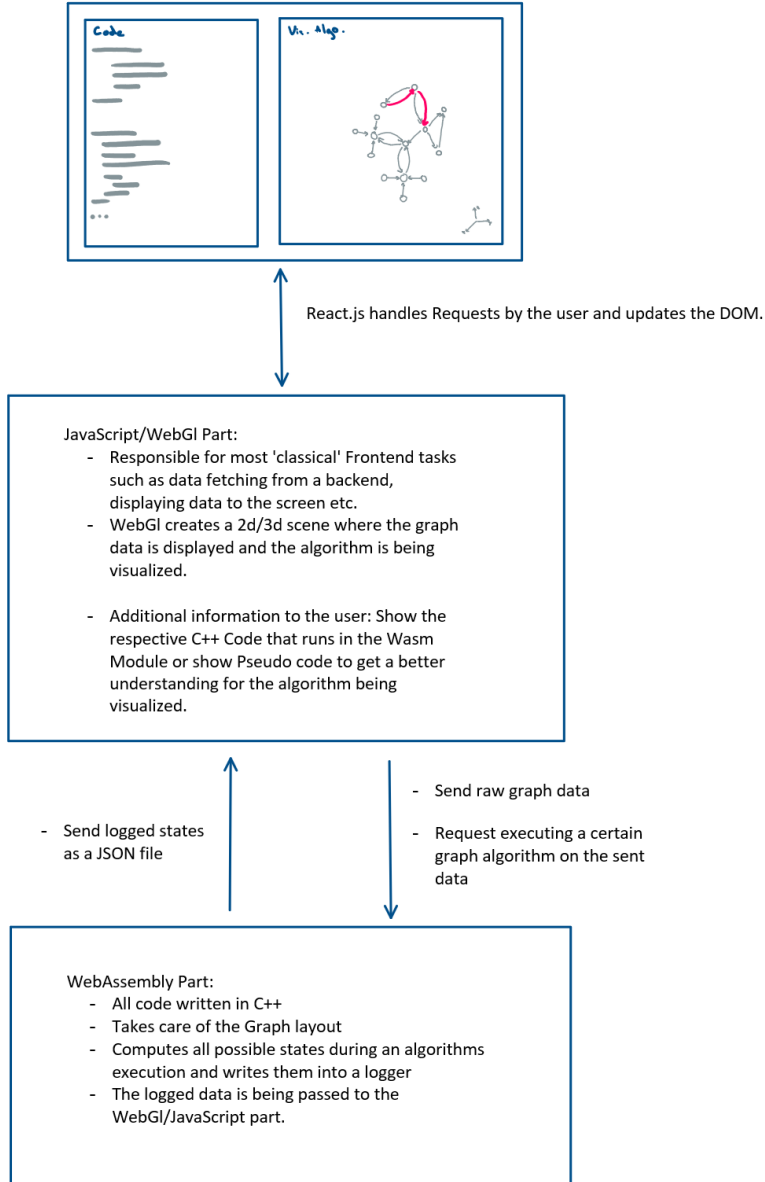 Code
Vis. Algo.
React.js handles Requests by the user and updates the DOM.
JavaScript/WebGl Part:
- Responsible for most 'classical' Frontend tasks
such as data fetching from a backend,
displaying data to the screen etc.
- WebGl creates a 2d/3d scene where the graph
data is displayed and the algorithm is being
visualized.
- Additional information to the user: Show the
respective C++ Code that runs in the Wasm
Module or show Pseudo code to get a better
understanding for the algorithm being
visualized.
- Send logged states
as a JSON file
- Send raw graph data
- Request executing a certain
graph algorithm on the sent
data
WebAssembly Part:
- All code written in C++
- Takes care of the Graph layout
- Computes all possible states during an algorithms
execution and writes them into a logger
- The logged data is being passed to the
WebGl/JavaScript part.